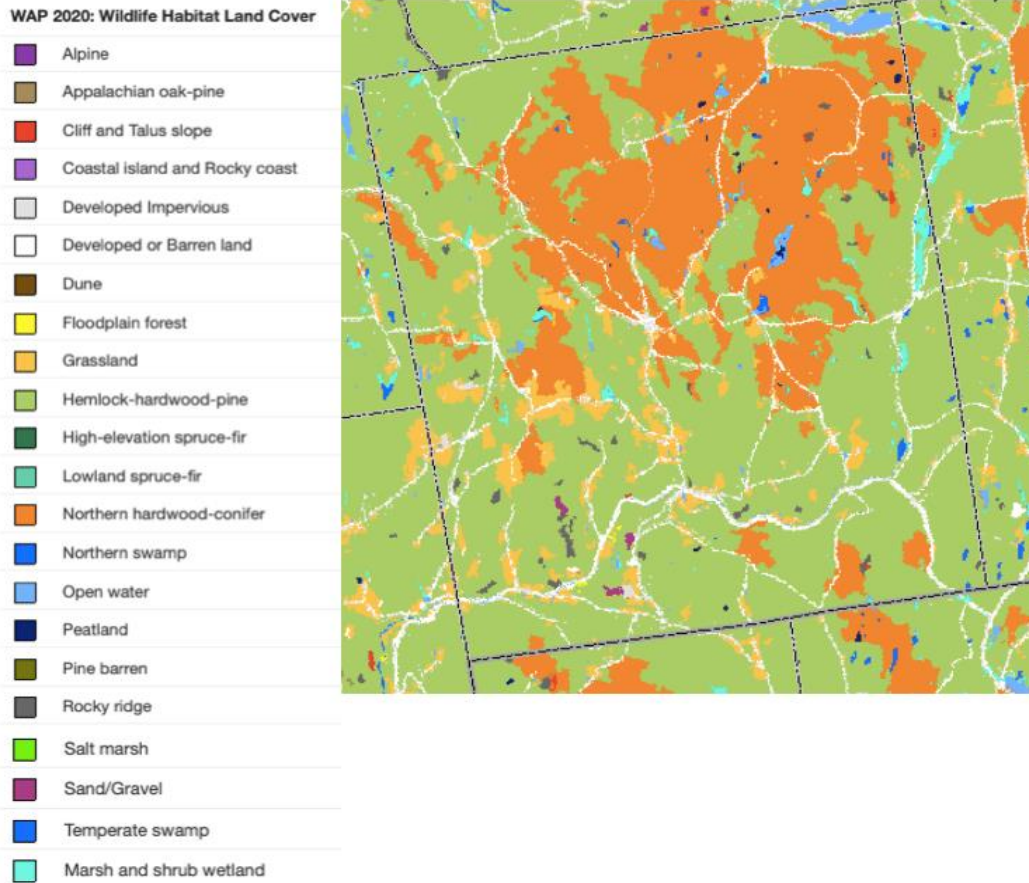 WAP 2020: Wildlife Habitat Land Cover
Alpine
Appalachian oak-pine
Cliff and Talus slope
Coastal island and Rocky coast
Developed Impervious
Developed or Barren land
Dune
Floodplain forest
Grassland
Hemlock-hardwood-pine
High-elevation spruce-fir
Lowland spruce-fir
Northern hardwood-conifer
Northern swamp
Open water
Peatland
Pine barren
Rocky ridge
Salt marsh
Sand/Gravel
Temperate swamp
Marsh and shrub wetland